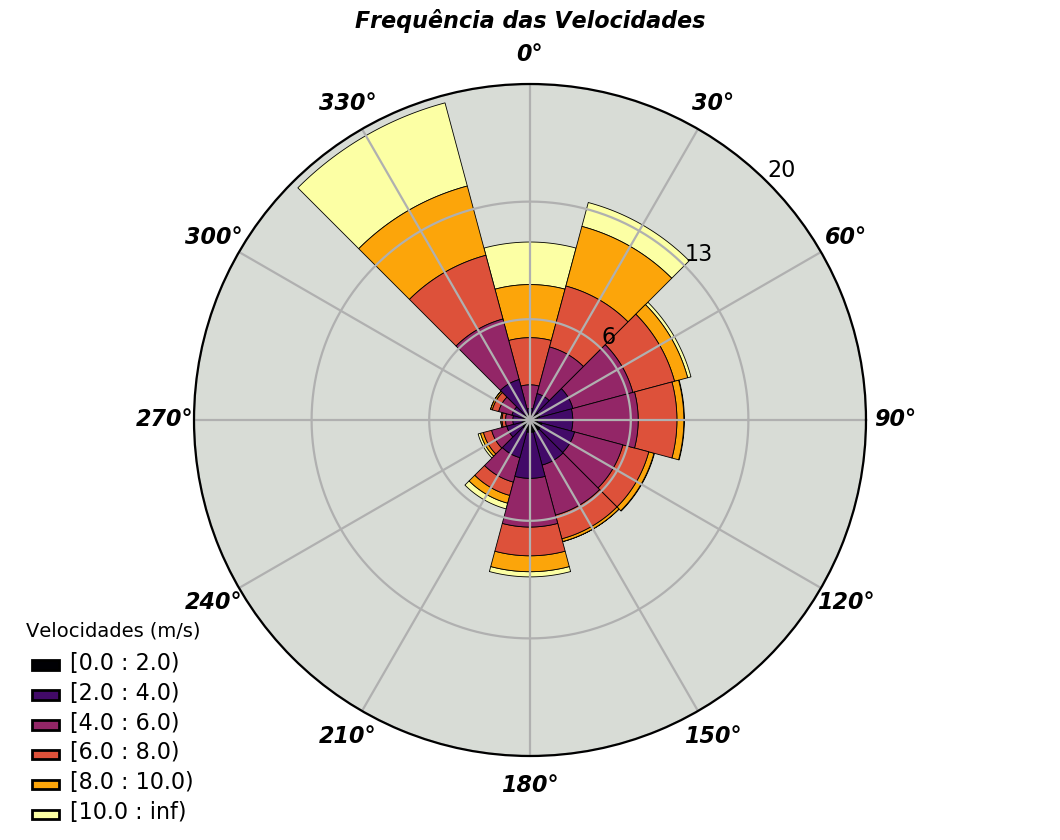 Frequência das Velocidades
0°
330°
30°
20
300°
60°
13
6
270°
90°
240°
120°
210°
150°
180°
Velocidades (m/s)
[0.0 : 2.0)
[2.0 : 4.0)
[4.0 : 6.0)
[6.0 : 8.0)
[8.0 : 10.0)
[10.0 : inf)